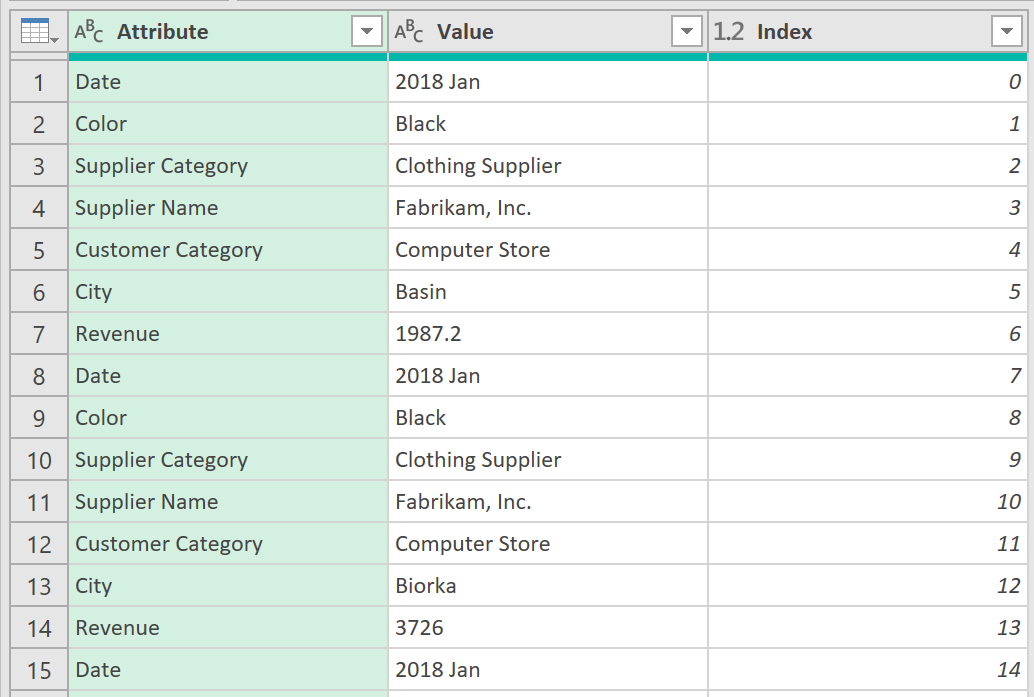 ABC Attribute ABC Value 1.2 Index
1 Date 2018 Jan 0
2 Color Black 1
3 Supplier Category Clothing Supplier 2
4 Supplier Name Fabrikam, Inc. 3
5 Customer Category Computer Store 4
6 City Basin 5
7 Revenue 1987.2 6
8 Date 2018 Jan 7
9 Color Black 8
10 Supplier Category Clothing Supplier 9
11 Supplier Name Fabrikam, Inc. 10
12 Customer Category Computer Store 11
13 City Biorka 12
14 Revenue 3726 13
15 Date 2018 Jan 14